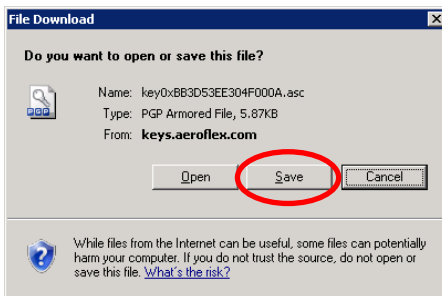 File Download
Do you want to open or save this file?
Name: key0xBB3D53EE304F000A.asc
Type: PGP Armored File, 5.87KB
From: keys.aeroflex.com
PGP
Open Save Cancel
While files from the Internet can be useful, some files can potentially
harm your computer. If you do not trust the source, do not open or
save this file. What's the risk?